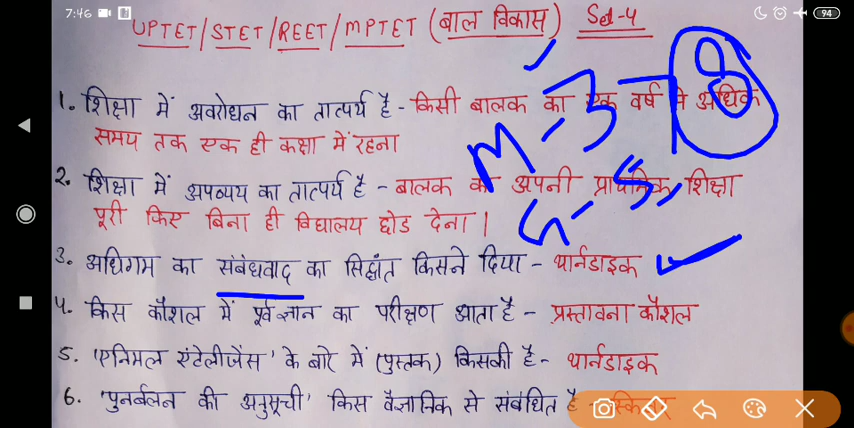 7:46 94
UPTET/STET/REET/MPTET (बाल विकास) Set-4
1. शिक्षा में अवरोधन का तात्पर्य है - किसी बालक का एक वर्ष से अधिक
समय तक एक ही कक्षा में रहना
2. शिक्षा में अपव्यय का तात्पर्य है - बालक का अपनी प्राथमिक शिक्षा
पूरी किए बिना ही विद्यालय छोड देना।
3. अधिगम का संबंधवाद का सिद्धांत किसने दिया - थार्नडाइक
4. किस कौशल में पूर्व ज्ञान का परीक्षण आता है - प्रस्तावना कौशल
5. 'एनिमल एंटेलीजेंस' के बारे में (पुस्तक) किसकी है - थार्नडाइक
6. 'पुनर्बलन की अनुसूची' किस वैज्ञानिक से संबंधित है -